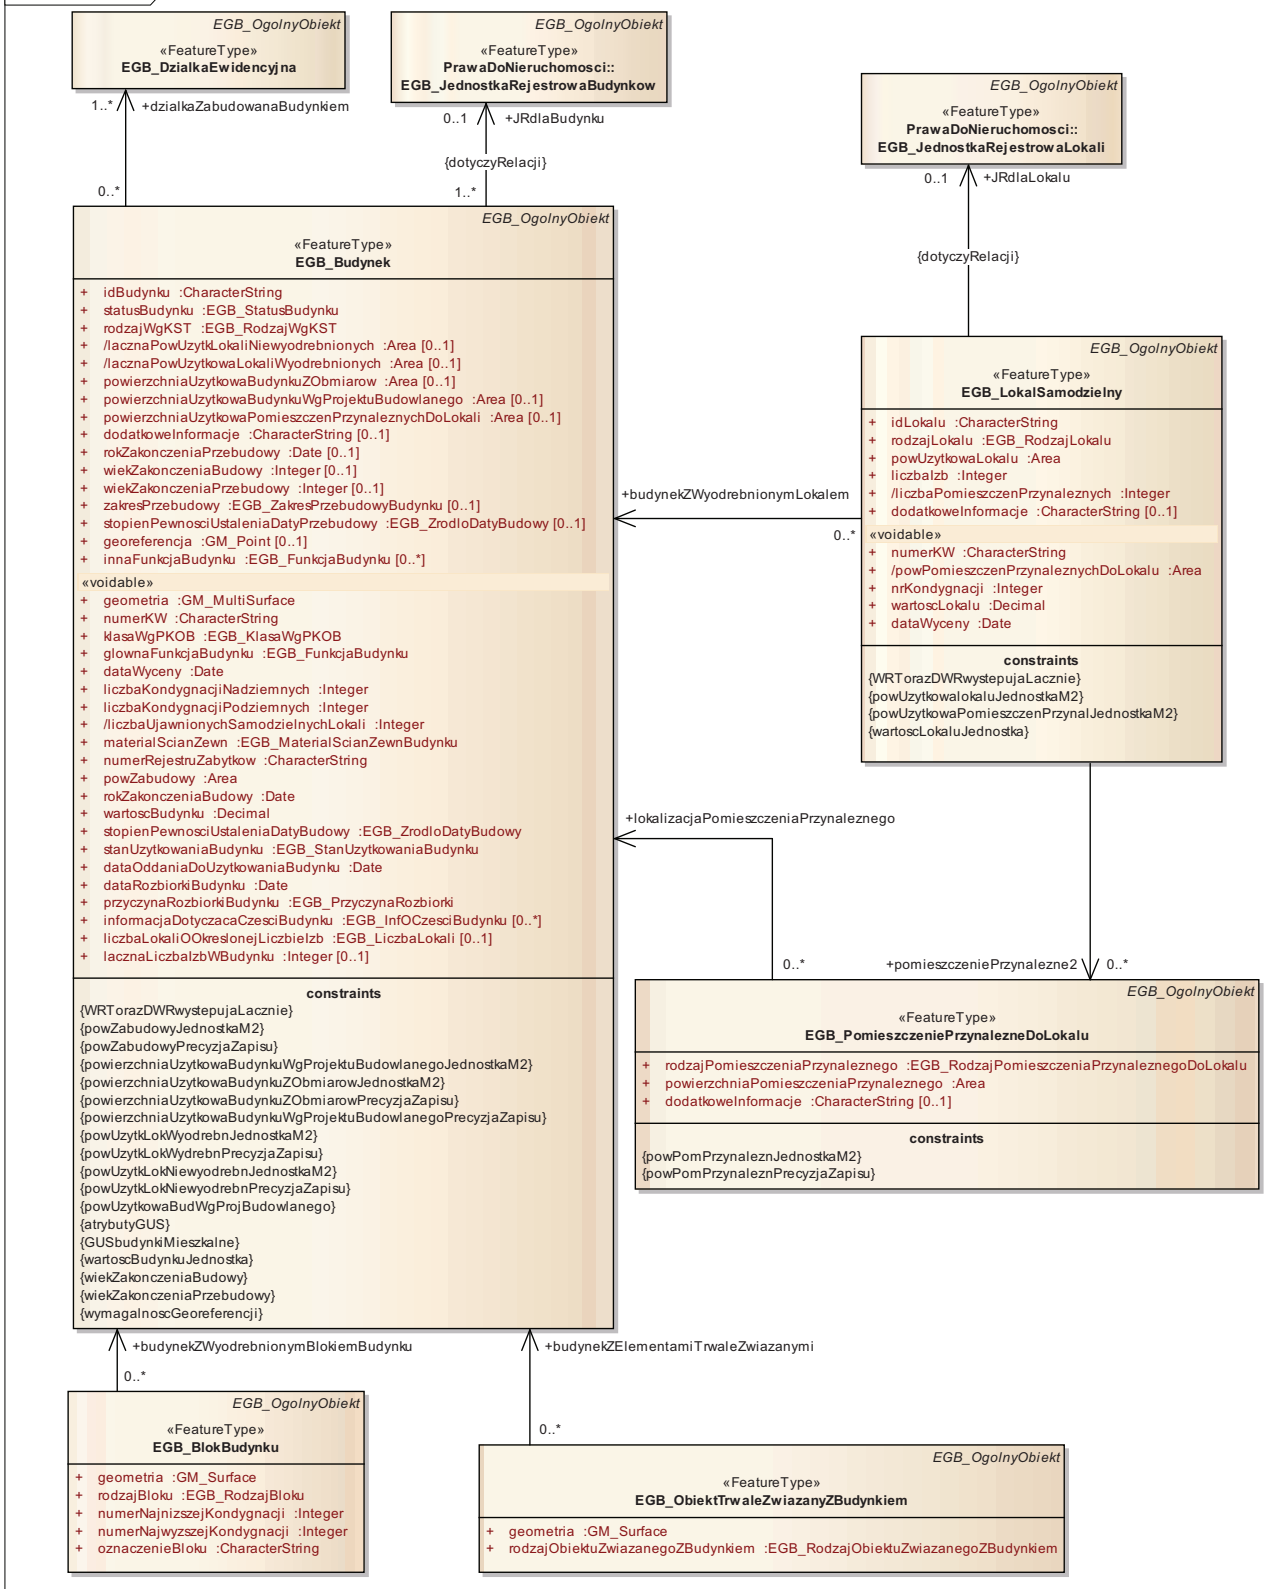 EGB_OgolnyObiekt
«FeatureType»
EGB_DzialkaEwidencyjna
1..*
+dzialkaZabudowanaBudynkiem
0..*
EGB_OgolnyObiekt
«FeatureType»
PrawaDoNieruchomosci::
EGB_JednostkaRejestrowaBudynkow
0..1
+JRdlaBudynku
{dotyczyRelacji}
1..*
EGB_OgolnyObiekt
«FeatureType»
PrawaDoNieruchomosci::
EGB_JednostkaRejestrowaLokali
0..1
+JRdlaLokalu
{dotyczyRelacji}
EGB_OgolnyObiekt
«FeatureType»
EGB_Budynek
+ idBudynku :CharacterString
+ statusBudynku :EGB_StatusBudynku
+ rodzajWgKST :EGB_RodzajWgKST
+ /lacznaPowUzytkLokaliNiewyodrebnionych :Area [0..1]
+ /lacznaPowUzytkowaLokaliWyodrebnionych :Area [0..1]
+ powierzchniaUzytkowaBudynkuZObmiarow :Area [0..1]
+ powierzchniaUzytkowaBudynkuWgProjektuBudowlanego :Area [0..1]
+ powierzchniaUzytkowaPomieszczenPrzynaleznychDoLokali :Area [0..1]
+ dodatkoweInformacje :CharacterString [0..1]
+ rokZakonczeniaPrzebudowy :Date [0..1]
+ wiekZakonczeniaBudowy :Integer [0..1]
+ wiekZakonczeniaPrzebudowy :Integer [0..1]
+ zakresPrzebudowy :EGB_ZakresPrzebudowyBudynku [0..1]
+ stopienPewnosciUstaleniaDatyPrzebudowy :EGB_ZrodloDatyBudowy [0..1]
+ georeferencja :GM_Point [0..1]
+ innaFunkcjaBudynku :EGB_FunkcjaBudynku [0..*]
«voidable»
+ geometria :GM_MultiSurface
+ numerKW :CharacterString
+ klasaWgPKOB :EGB_KlasaWgPKOB
+ glownaFunkcjaBudynku :EGB_FunkcjaBudynku
+ dataWyceny :Date
+ liczbaKondygnacjiNadziemnych :Integer
+ liczbaKondygnacjiPodziemnych :Integer
+ /liczbaUjawnionychSamodzielnychLokali :Integer
+ materialScianZewn :EGB_MaterialScianZewnBudynku
+ numerRejestruZabytkow :CharacterString
+ powZabudowy :Area
+ rokZakonczeniaBudowy :Date
+ wartoscBudynku :Decimal
+ stopienPewnosciUstaleniaDatyBudowy :EGB_ZrodloDatyBudowy
+ stanUzytkowaniaBudynku :EGB_StanUzytkowaniaBudynku
+ dataOddaniaDoUzytkowaniaBudynku :Date
+ dataRozbiorkiBudynku :Date
+ przyczynaRozbiorkiBudynku :EGB_PrzyczynaRozbiorki
+ informacjaDotyczacaCzesciBudynku :EGB_InfOCzesciBudynku [0..*]
+ liczbaLokaliOOkreslonejLiczbieIzb :EGB_LiczbaLokali [0..1]
+ lacznaLiczbaIzbWBudynku :Integer [0..1]
constraints
{WRTorazDWRwystepujaLacznie}
{powZabudowyJednostkaM2}
{powZabudowyPrecyzjaZapisu}
{powierzchniaUzytkowaBudynkuWgProjektuBudowlanegoJednostkaM2}
{powierzchniaUzytkowaBudynkuZObmiarowJednostkaM2}
{powierzchniaUzytkowaBudynkuZObmiarowPrecyzjaZapisu}
{powierzchniaUzytkowaBudynkuWgProjektuBudowlanegoPrecyzjaZapisu}
{powUzytkLokWyodrebnJednostkaM2}
{powUzytkLokWydrebnPrecyzjaZapisu}
{powUzytkLokNiewyodrebnJednostkaM2}
{powUzytkLokNiewyodrebnPrecyzjaZapisu}
{powUzytkowaBudWgProjBudowlanego}
{atrybutyGUS}
{GUSbudynkiMieszkalne}
{wartoscBudynkuJednostka}
{wiekZakonczeniaBudowy}
{wiekZakonczeniaPrzebudowy}
{wymagalnoscGeoreferencji}
EGB_OgolnyObiekt
«FeatureType»
EGB_LokalSamodzielny
+ idLokalu :CharacterString
+ rodzajLokalu :EGB_RodzajLokalu
+ powUzytkowaLokalu :Area
+ liczbaIzb :Integer
+ /liczbaPomieszczenPrzynaleznych :Integer
+ dodatkoweInformacje :CharacterString [0..1]
«voidable»
+ numerKW :CharacterString
+ /powPomieszczenPrzynaleznychDoLokalu :Area
+ nrKondygnacji :Integer
+ wartoscLokalu :Decimal
+ dataWyceny :Date
constraints
{WRTorazDWRwystepujaLacznie}
{powUzytkowalokaluJednostkaM2}
{powUzytkowaPomieszczenPrzynalJednostkaM2}
{wartoscLokaluJednostka}
+budynekZWyodrebnionymLokalem
0..*
+lokalizacjaPomieszczeniaPrzynaleznego
0..*
+pomieszczeniePrzynalezne2
0..*
EGB_OgolnyObiekt
«FeatureType»
EGB_PomieszczeniePrzynalezneDoLokalu
+ rodzajPomieszczeniaPrzynaleznego :EGB_RodzajPomieszczeniaPrzynaleznegoDoLokalu
+ powierzchniaPomieszczeniaPrzynaleznego :Area
+ dodatkoweInformacje :CharacterString [0..1]
constraints
{powPomPrzynaleznJednostkaM2}
{powPomPrzynaleznPrecyzjaZapisu}
+budynekZWyodrebnionymBlokiemBudynku
0..*
+budynekZElementamiTrwaleZwiazanymi
0..*
EGB_OgolnyObiekt
«FeatureType»
EGB_BlokBudynku
+ geometria :GM_Surface
+ rodzajBloku :EGB_RodzajBloku
+ numerNajnizszejKondygnacji :Integer
+ numerNajwyzszejKondygnacji :Integer
+ oznaczenieBloku :CharacterString
EGB_OgolnyObiekt
«FeatureType»
EGB_ObiektTrwaleZwiazanyZBudynkiem
+ geometria :GM_Surface
+ rodzajObiektuZwiazanegoZBudynkiem :EGB_RodzajObiektuZwiazanegoZBudynkiem